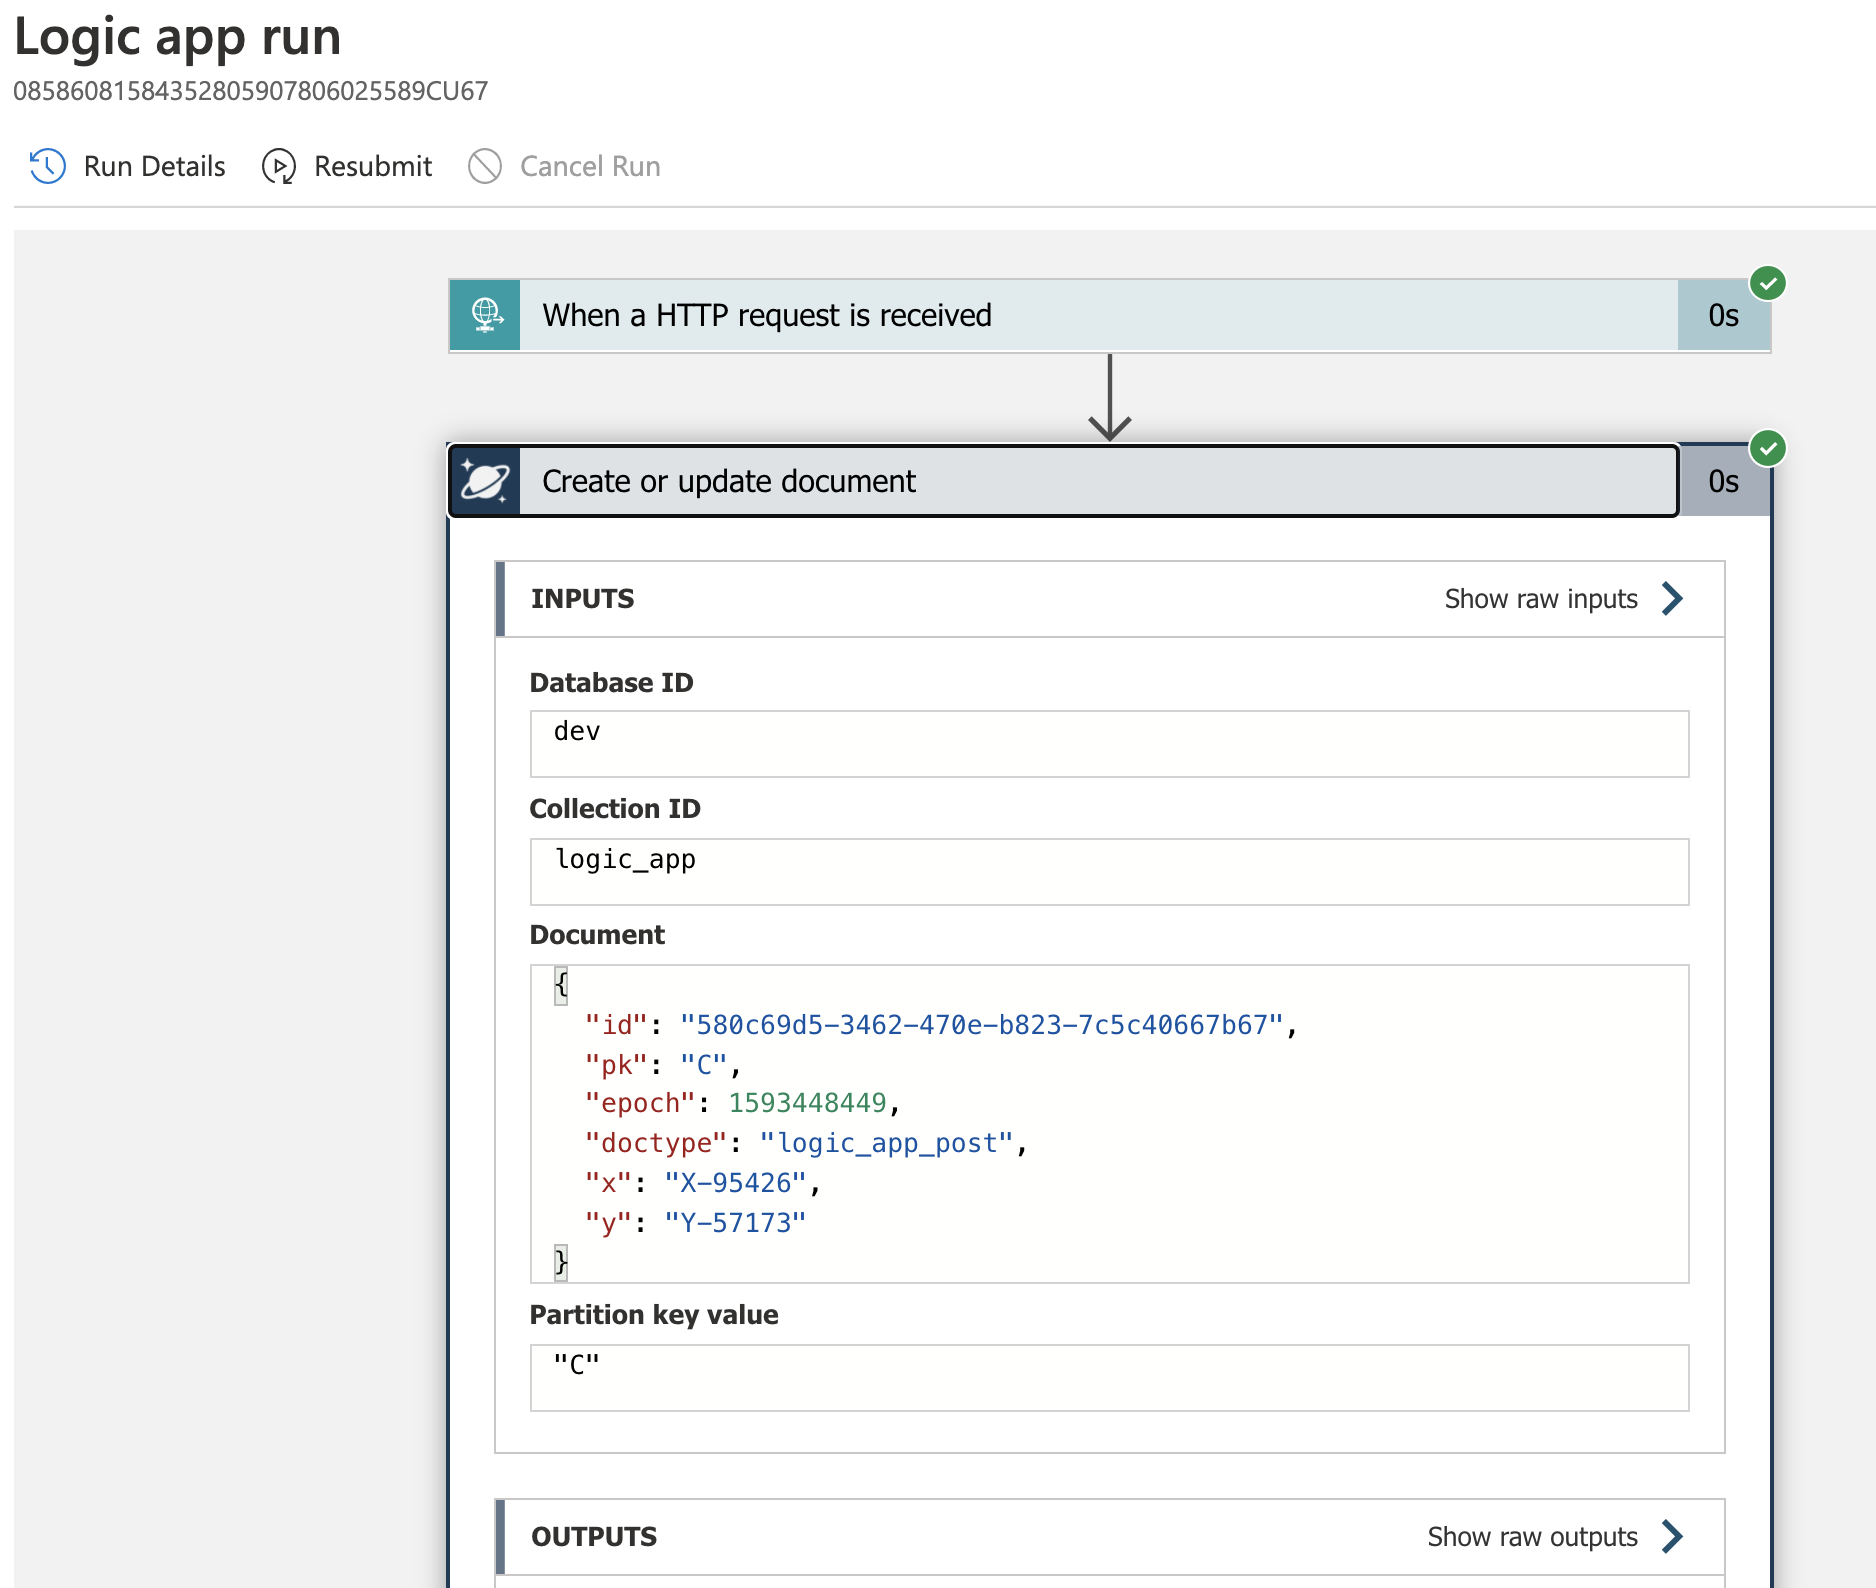 Logic app run
08586081584352805907806025589CU67
Run Details Resubmit Cancel Run
When a HTTP request is received 0s
Create or update document 0s
INPUTS Show raw inputs
Database ID
dev
Collection ID
logic_app
Document
{
"id": "580c69d5-3462-470e-b823-7c5c40667b67",
"pk": "C",
"epoch": 1593448449,
"doctype": "logic_app_post",
"x": "X-95426",
"y": "Y-57173"
}
Partition key value
"C"
OUTPUTS Show raw outputs